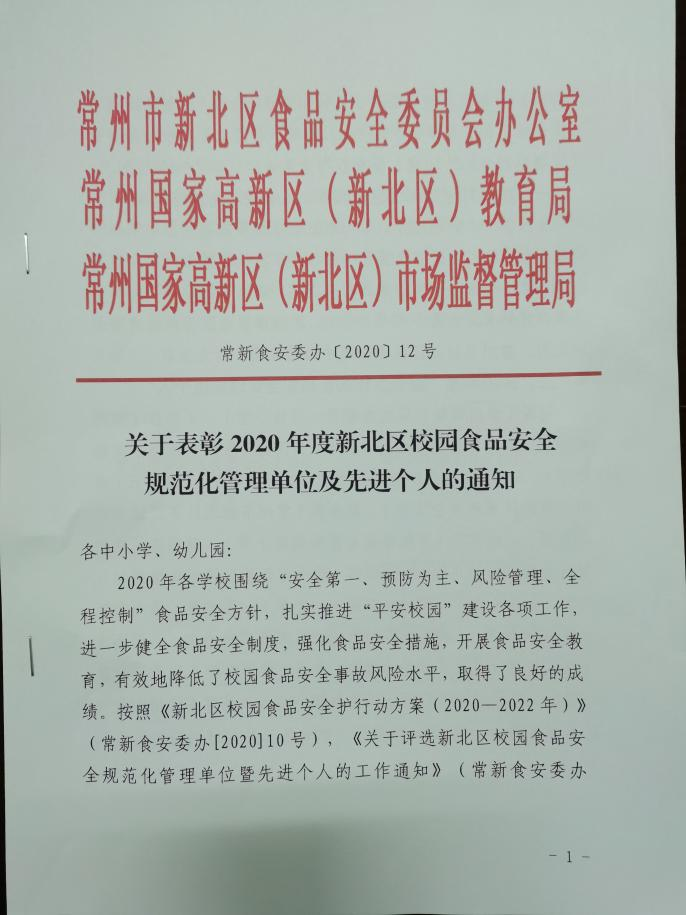 常州市新北区食品安全委员会办公室
常州国家高新区（新北区）教育局
常州国家高新区（新北区）市场监督管理局
常新食安委办〔2020〕12 号
关于表彰 2020 年度新北区校园食品安全
规范化管理单位及先进个人的通知
各中小学、幼儿园：
2020 年各学校围绕“安全第一、预防为主、风险管理、全
程控制”食品安全方针，扎实推进“平安校园”建设各项工作，
进一步健全食品安全制度，强化食品安全措施，开展食品安全教
育，有效地降低了校园食品安全事故风险水平，取得了良好的成
绩。按照《新北区校园食品安全护行动方案（2020—2022 年）》
（常新食安委办[2020]10 号），《关于评选新北区校园食品安
全规范化管理单位暨先进个人的工作通知》（常新食安委办
- 1 -